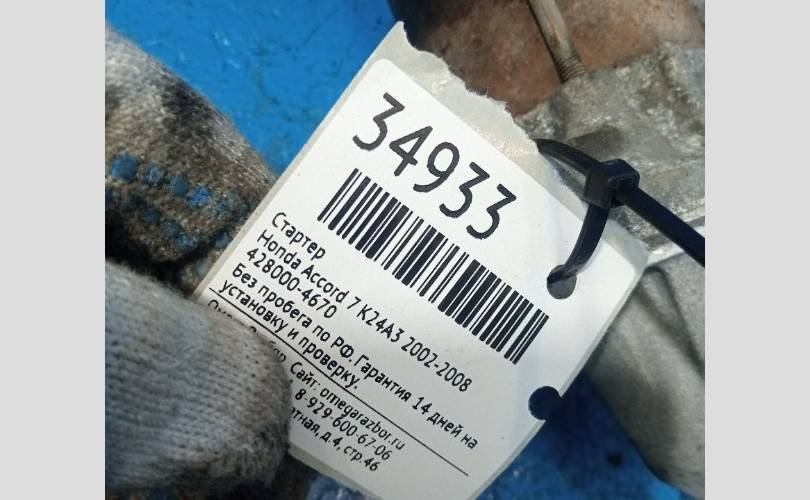 34933
Стартер
Honda Accord 7 K24A3 2002-2008
428000-4670
Без пробега по РФ. Гарантия 14 дней на
установку и проверку.
Сайт: omegarazbor.ru
8-929-600-67-06
д.4, стр.46